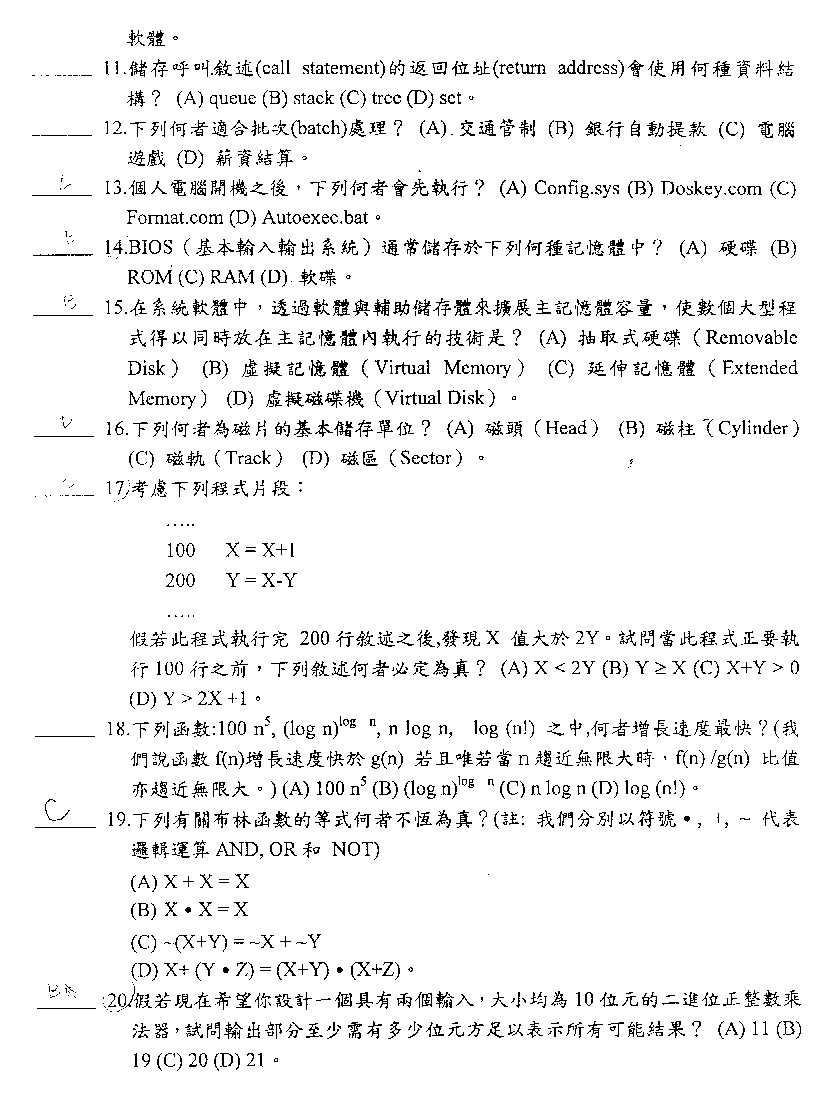 軟體。
11.儲存呼叫敘述(call statement)的返回位址(return address)會使用何種資料結
構？ (A) queue (B) stack (C) tree (D) set。
12.下列何者適合批次(batch)處理？ (A) 交通管制 (B) 銀行自動提款 (C) 電腦
遊戲 (D) 薪資結算。
13.個人電腦開機之後，下列何者會先執行？ (A) Config.sys (B) Doskey.com (C)
Format.com (D) Autoexec.bat。
14.BIOS（基本輸入輸出系統）通常儲存於下列何種記憶體中？ (A) 硬碟 (B)
ROM (C) RAM (D) 軟碟。
B 15.在系統軟體中，透過軟體與輔助儲存體來擴展主記憶體容量，使數個大型程
式得以同時放在主記憶體內執行的技術是？ (A) 抽取式硬碟（Removable
Disk） (B) 虛擬記憶體（Virtual Memory） (C) 延伸記憶體（Extended
Memory） (D) 虛擬磁碟機（Virtual Disk）。
16.下列何者為磁片的基本儲存單位？ (A) 磁頭（Head） (B) 磁柱（Cylinder）
(C) 磁軌（Track） (D) 磁區（Sector）。
17.考慮下列程式片段：
.....
100 X = X+1
200 Y = X-Y
.....
假若此程式執行完 200 行敘述之後,發現 X 值大於 2Y。試問當此程式正要執
行 100 行之前，下列敘述何者必定為真？ (A) X < 2Y (B) Y ≥ X (C) X+Y > 0
(D) Y > 2X +1。
18.下列函數:100 n^5, (log n)^log n, n log n, log (n!) 之中,何者增長速度最快？(我
們說函數 f(n)增長速度快於 g(n) 若且唯若當 n 趨近無限大時，f(n) /g(n) 比值
亦趨近無限大。) (A) 100 n^5 (B) (log n)^log n (C) n log n (D) log (n!)。
C 19.下列有關布林函數的等式何者不恆為真？(註: 我們分別以符號 •, +, ~ 代表
邏輯運算 AND, OR 和 NOT)
(A) X + X = X
(B) X • X = X
(C) ~(X+Y) = ~X + ~Y
(D) X+ (Y • Z) = (X+Y) • (X+Z)。
20.假若現在希望你設計一個具有兩個輸入，大小均為 10 位元的二進位正整數乘
法器，試問輸出部分至少需有多少位元方足以表示所有可能結果？ (A) 11 (B)
19 (C) 20 (D) 21。